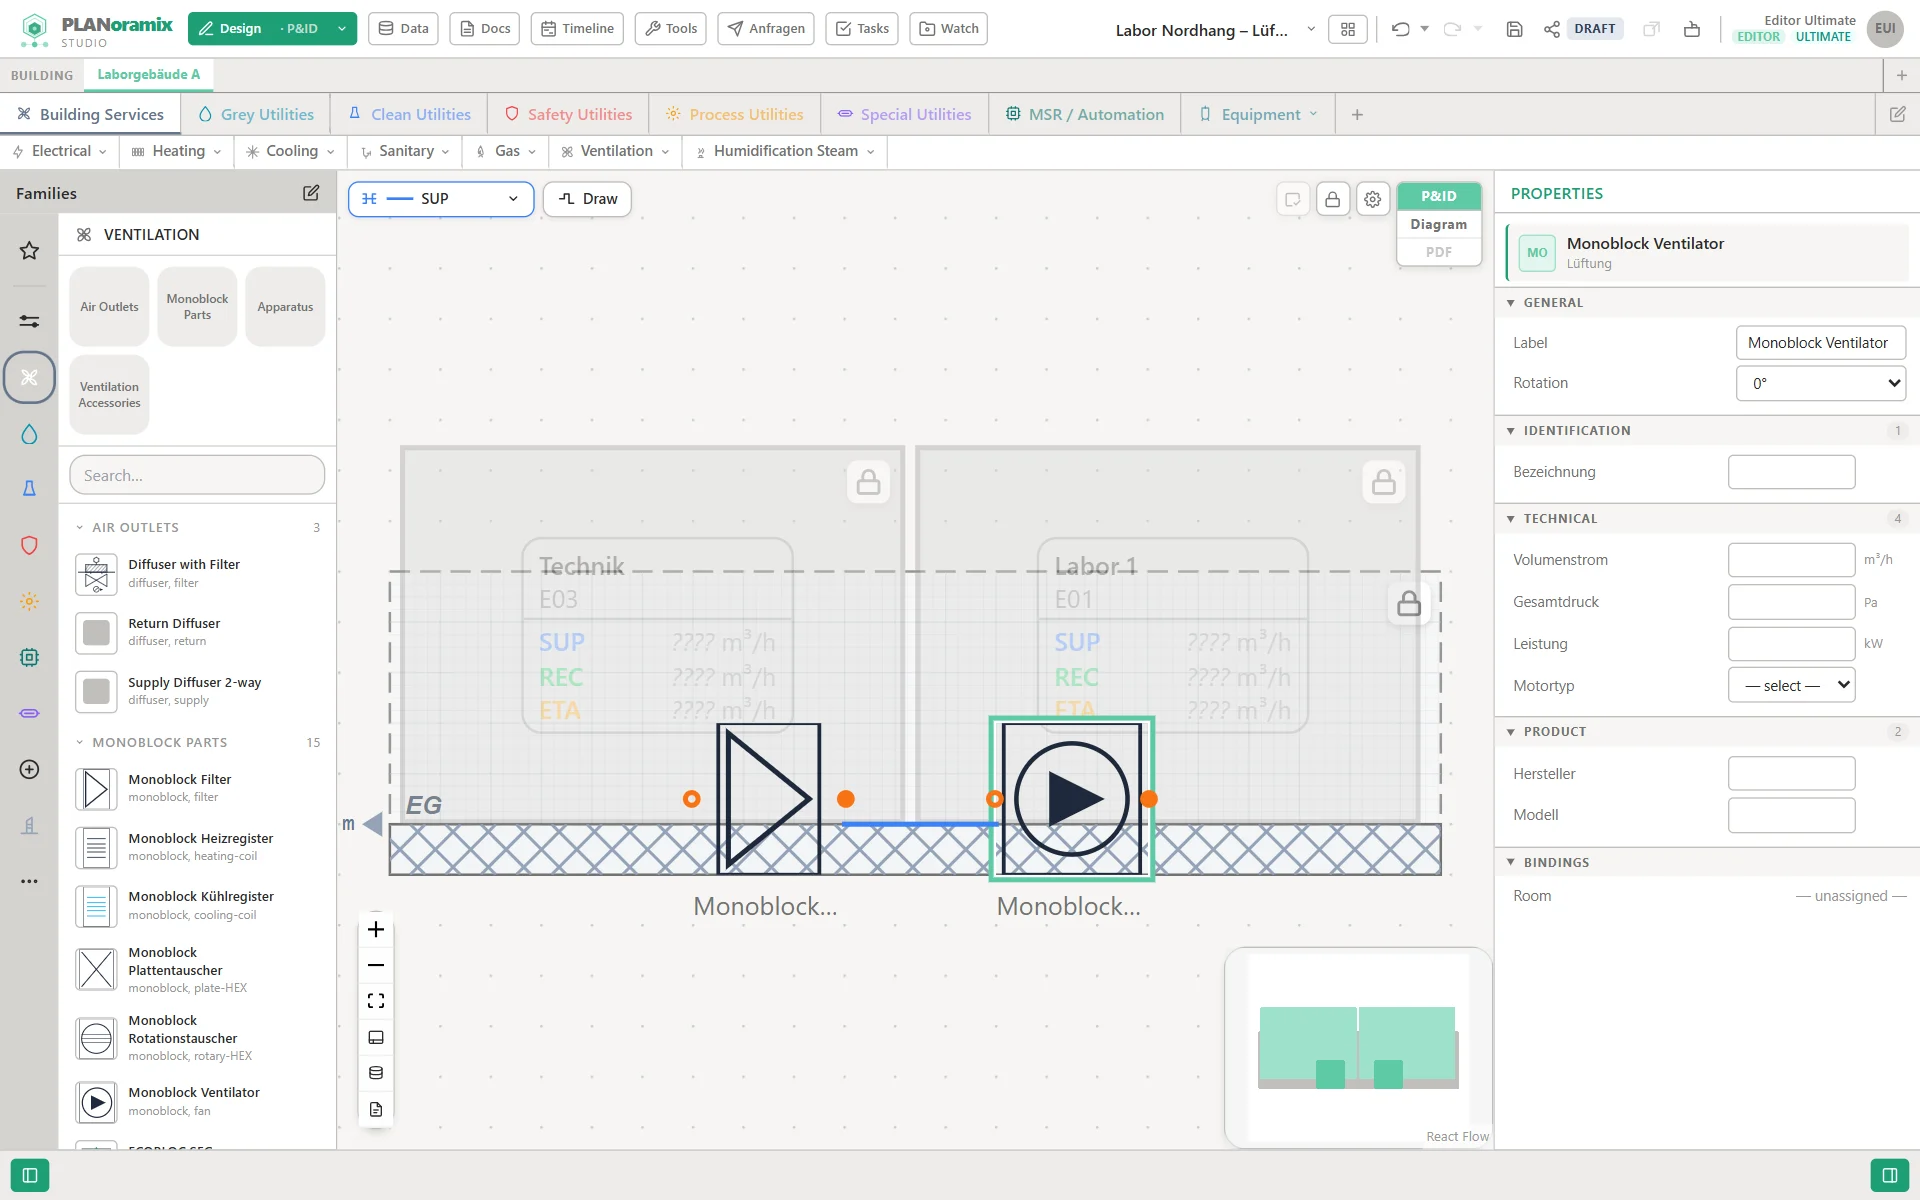 PLANoramix
STUDIO
Design · P&ID
Data
Docs
Timeline
Tools
Anfragen
Tasks
Watch
Labor Nordhang – Lüf...
DRAFT
Editor Ultimate
EDITOR ULTIMATE
EUI
BUILDING
Laborgebäude A
Building Services
Grey Utilities
Clean Utilities
Safety Utilities
Process Utilities
Special Utilities
MSR / Automation
Equipment
Electrical
Heating
Cooling
Sanitary
Gas
Ventilation
Humidification Steam
Families
VENTILATION
Air Outlets
Monoblock Parts
Apparatus
Ventilation Accessories
Search...
AIR OUTLETS 3
Diffuser with Filter
diffuser, filter
Return Diffuser
diffuser, return
Supply Diffuser 2-way
diffuser, supply
MONOBLOCK PARTS 15
Monoblock Filter
monoblock, filter
Monoblock Heizregister
monoblock, heating-coil
Monoblock Kühlregister
monoblock, cooling-coil
Monoblock
Plattentauscher
monoblock, plate-HEX
Monoblock
Rotationstauscher
monoblock, rotary-HEX
Monoblock Ventilator
monoblock, fan
SUP
Draw
P&ID
Diagram
PDF
Technik
E03
SUP ???? m³/h
REC ???? m³/h
ETA ???? m³/h
Labor 1
E01
SUP ???? m³/h
REC ???? m³/h
ETA ???? m³/h
EG
m
Monoblock...
Monoblock...
React Flow
PROPERTIES
MO
Monoblock Ventilator
Lüftung
GENERAL
Label Monoblock Ventilator
Rotation 0°
IDENTIFICATION 1
Bezeichnung
TECHNICAL 4
Volumenstrom m³/h
Gesamtdruck Pa
Leistung kW
Motortyp — select —
PRODUCT 2
Hersteller
Modell
BINDINGS
Room — unassigned —